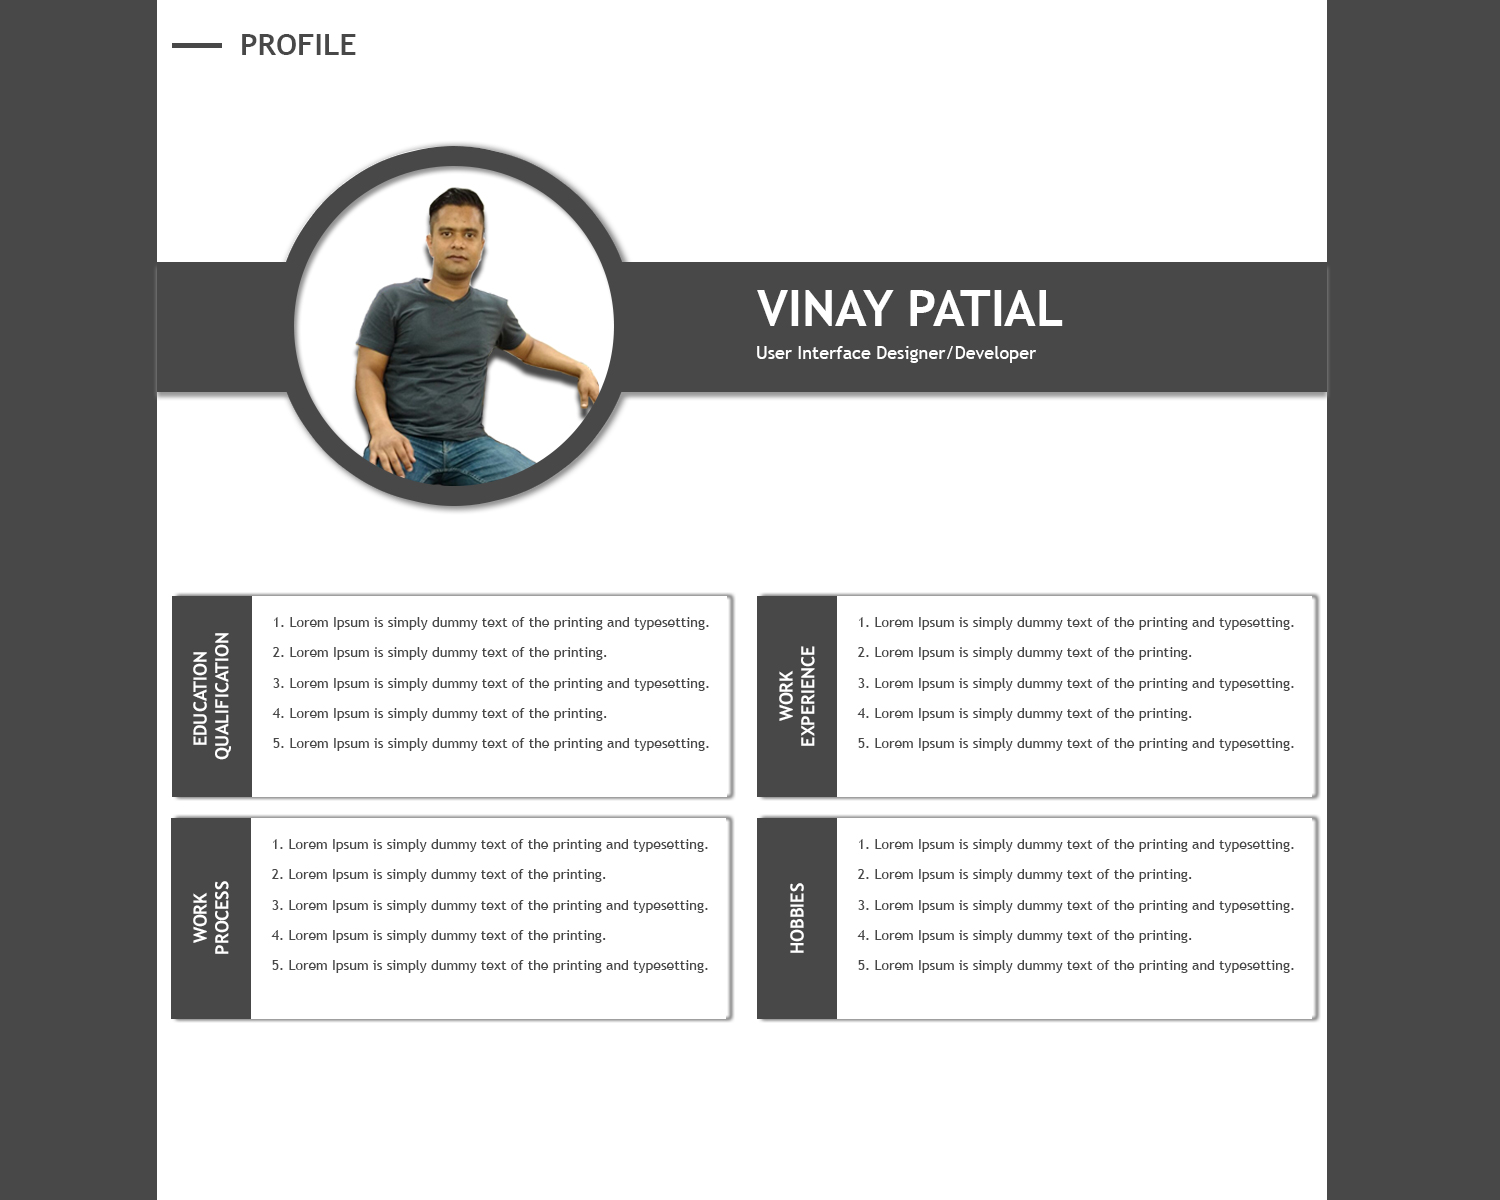 PROFILE
VINAY PATIAL
User Interface Designer/Developer
EDUCATION
QUALIFICATION
1. Lorem Ipsum is simply dummy text of the printing and typesetting.
2. Lorem Ipsum is simply dummy text of the printing.
3. Lorem Ipsum is simply dummy text of the printing and typesetting.
4. Lorem Ipsum is simply dummy text of the printing.
5. Lorem Ipsum is simply dummy text of the printing and typesetting.
WORK
EXPERIENCE
1. Lorem Ipsum is simply dummy text of the printing and typesetting.
2. Lorem Ipsum is simply dummy text of the printing.
3. Lorem Ipsum is simply dummy text of the printing and typesetting.
4. Lorem Ipsum is simply dummy text of the printing.
5. Lorem Ipsum is simply dummy text of the printing and typesetting.
WORK
PROCESS
1. Lorem Ipsum is simply dummy text of the printing and typesetting.
2. Lorem Ipsum is simply dummy text of the printing.
3. Lorem Ipsum is simply dummy text of the printing and typesetting.
4. Lorem Ipsum is simply dummy text of the printing.
5. Lorem Ipsum is simply dummy text of the printing and typesetting.
HOBBIES
1. Lorem Ipsum is simply dummy text of the printing and typesetting.
2. Lorem Ipsum is simply dummy text of the printing.
3. Lorem Ipsum is simply dummy text of the printing and typesetting.
4. Lorem Ipsum is simply dummy text of the printing.
5. Lorem Ipsum is simply dummy text of the printing and typesetting.